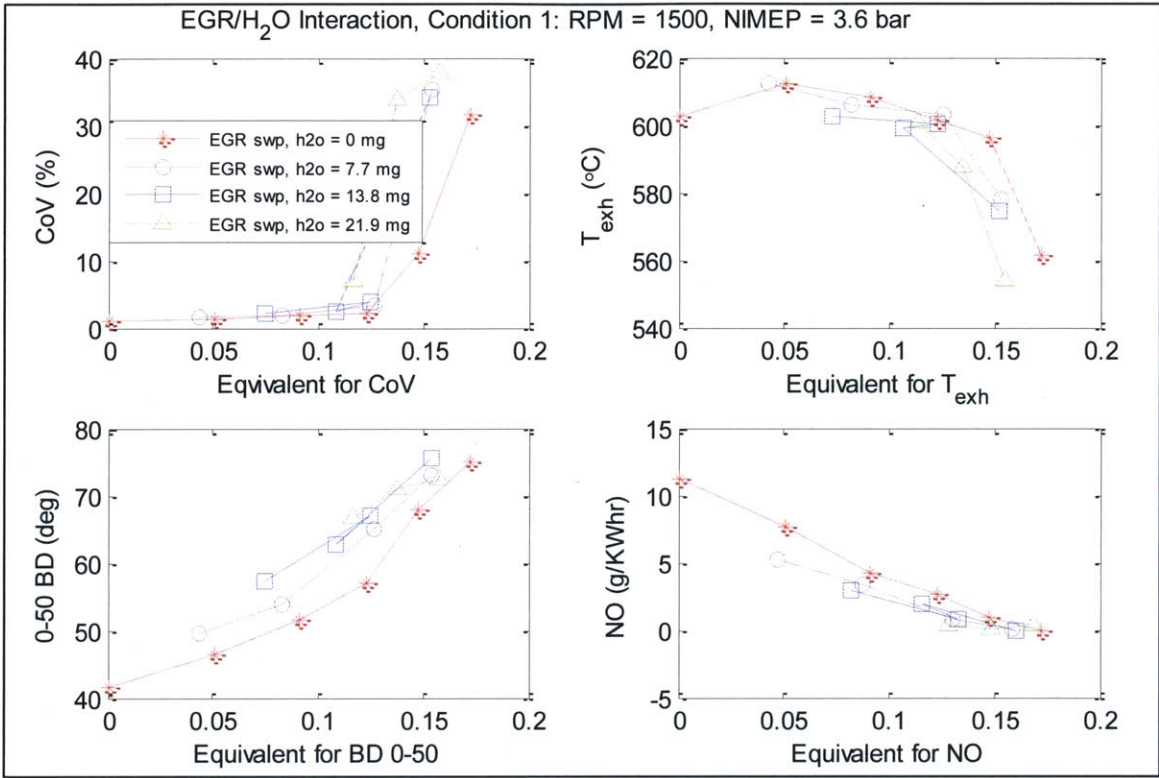 EGR/H2O Interaction, Condition 1: RPM = 1500, NIMEP = 3.6 bar
40
30
20
10
0
CoV (%)
EGR swp, h2o = 0 mg
EGR swp, h2o = 7.7 mg
EGR swp, h2o = 13.8 mg
EGR swp, h2o = 21.9 mg
0 0.05 0.1 0.15 0.2
Eqvivalent for CoV
620
600
580
560
540
Texh (oC)
0 0.05 0.1 0.15 0.2
Equivalent for Texh
80
70
60
50
40
0-50 BD (deg)
0 0.05 0.1 0.15 0.2
Equivalent for BD 0-50
15
10
5
0
-5
NO (g/KWhr)
0 0.05 0.1 0.15 0.2
Equivalent for NO